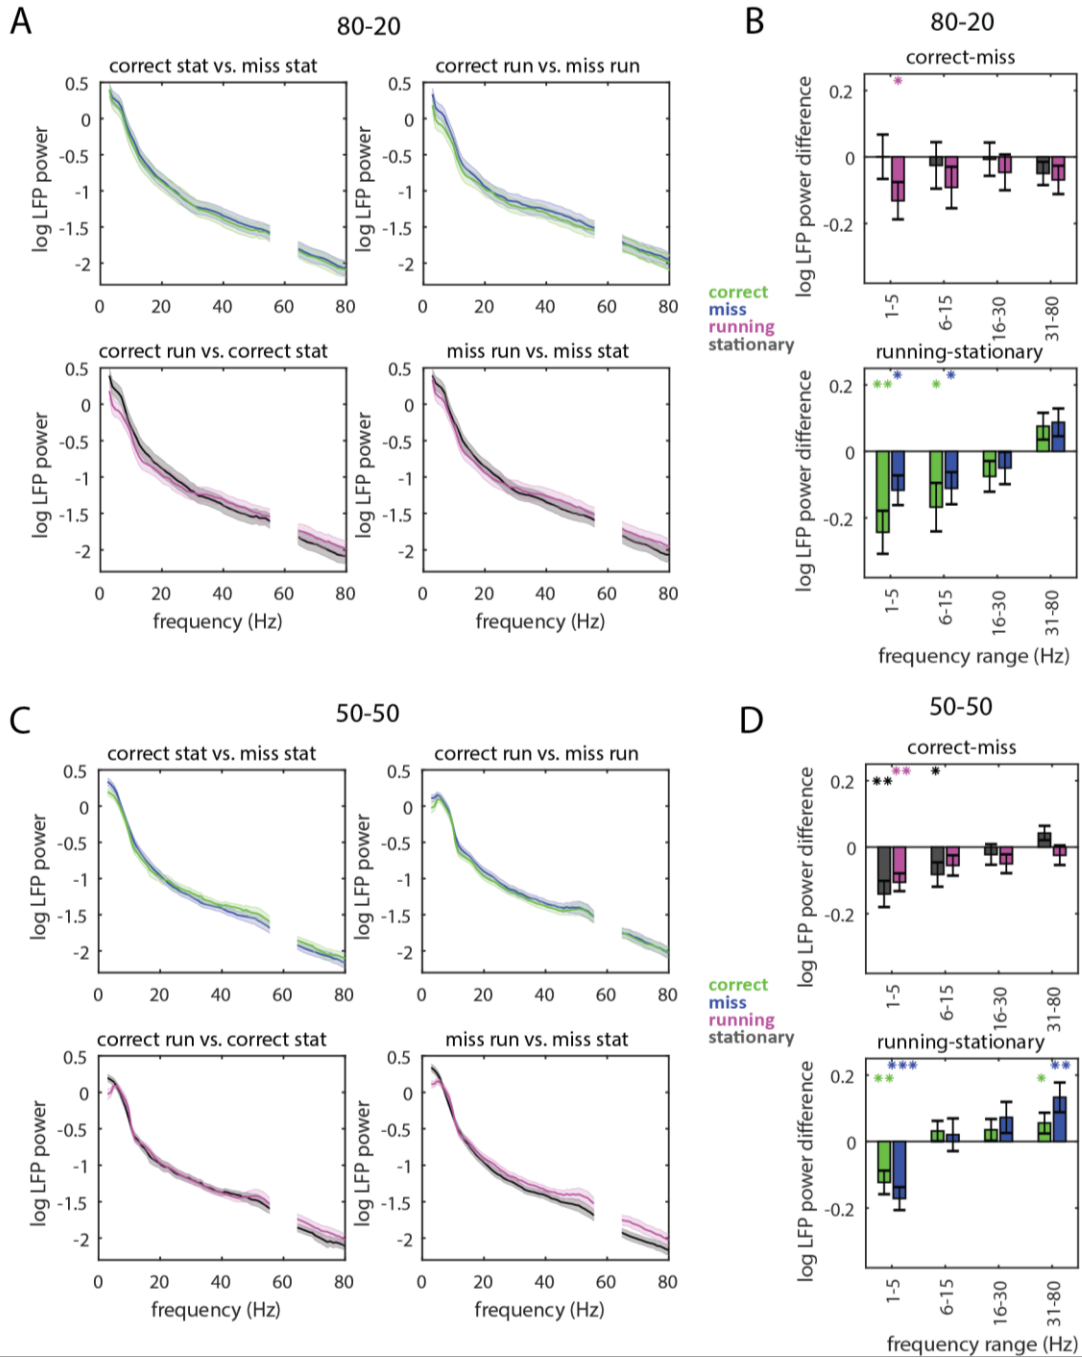 A
80-20
correct stat vs. miss stat
correct run vs. miss run
0.5
0
-0.5
-1
-1.5
-2
log LFP power
0 20 40 60 80
0.5
0
-0.5
-1
-1.5
-2
log LFP power
0 20 40 60 80
correct run vs. correct stat
miss run vs. miss stat
0.5
0
-0.5
-1
-1.5
-2
log LFP power
0 20 40 60 80
frequency (Hz)
0.5
0
-0.5
-1
-1.5
-2
log LFP power
0 20 40 60 80
frequency (Hz)
correct
miss
running
stationary
B
80-20
correct-miss
*
0.2
0
-0.2
log LFP power difference
1-5 6-15 16-30 31-80
running-stationary
** * * *
0.2
0
-0.2
log LFP power difference
1-5 6-15 16-30 31-80
frequency range (Hz)
C
50-50
correct stat vs. miss stat
correct run vs. miss run
0.5
0
-0.5
-1
-1.5
-2
log LFP power
0 20 40 60 80
0.5
0
-0.5
-1
-1.5
-2
log LFP power
0 20 40 60 80
correct run vs. correct stat
miss run vs. miss stat
0.5
0
-0.5
-1
-1.5
-2
log LFP power
0 20 40 60 80
frequency (Hz)
0.5
0
-0.5
-1
-1.5
-2
log LFP power
0 20 40 60 80
frequency (Hz)
correct
miss
running
stationary
D
50-50
correct-miss
** ** *
0.2
0
-0.2
log LFP power difference
1-5 6-15 16-30 31-80
running-stationary
** *** * **
0.2
0
-0.2
log LFP power difference
1-5 6-15 16-30 31-80
frequency range (Hz)